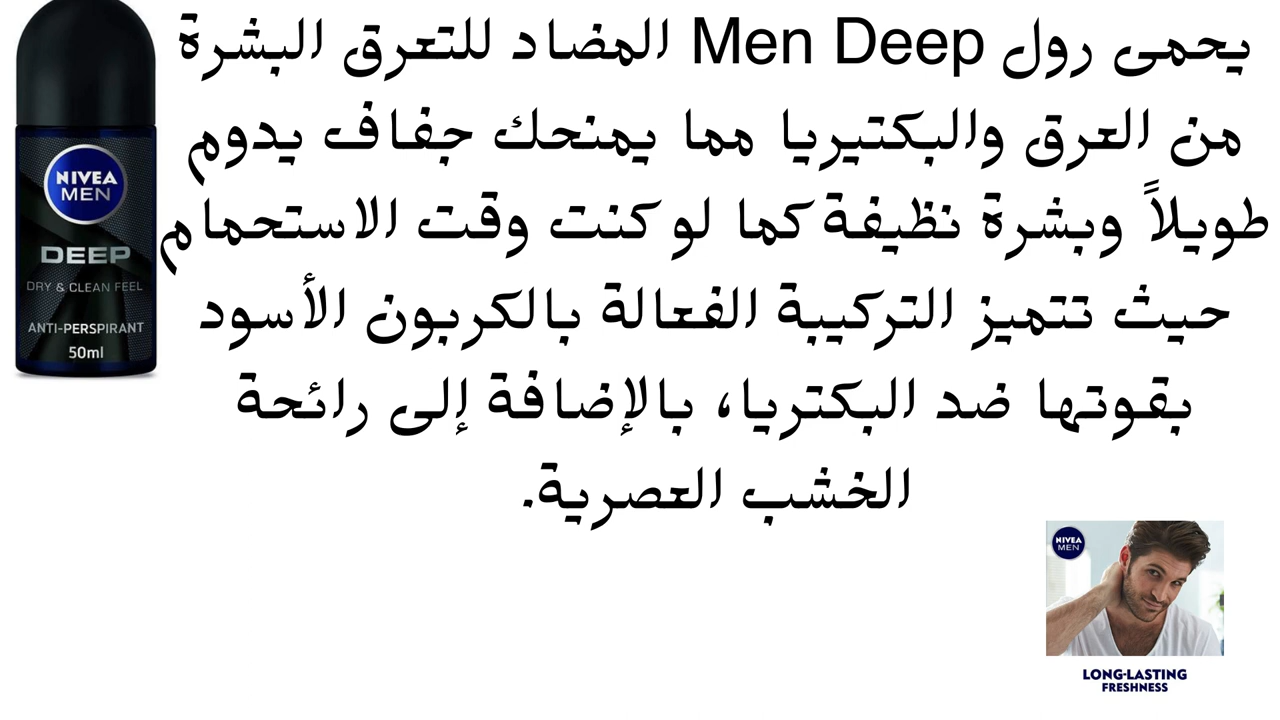 يحمى رول Men Deep المضاد للتعرق البشرة
من العرق والبكتيريا مما يمنحك جفاف يدوم
طويلاً وبشرة نظيفة كما لو كنت وقت الاستحمام
حيث تتميز التركيبة الفعالة بالكربون الأسود
بقوتها ضد البكتريا، بالإضافة إلى رائحة
الخشب العصرية.
NIVEA
MEN
DEEP
DRY & CLEAN FEEL
ANTI-PERSPIRANT
50ml
NIVEA
MEN
LONG-LASTING
FRESHNESS